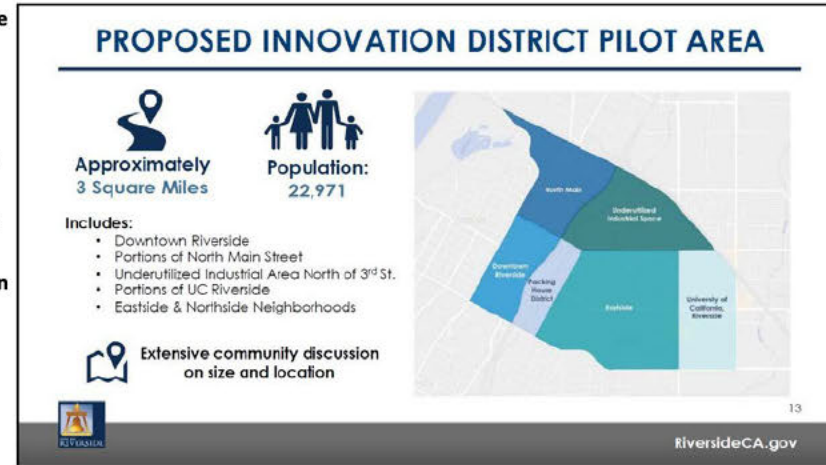 e
n
PROPOSED INNOVATION DISTRICT PILOT AREA
Approximately
3 Square Miles
Population:
22,971
Includes:
• Downtown Riverside
• Portions of North Main Street
• Underutilized Industrial Area North of 3rd St.
• Portions of UC Riverside
• Eastside & Northside Neighborhoods
Extensive community discussion
on size and location
North Main
Underutilized
Industrial Space
Downtown
Riverside
Packing
House
District
Eastside
University of
California,
Riverside
13
CITY OF
RIVERSIDE
RiversideCA.gov